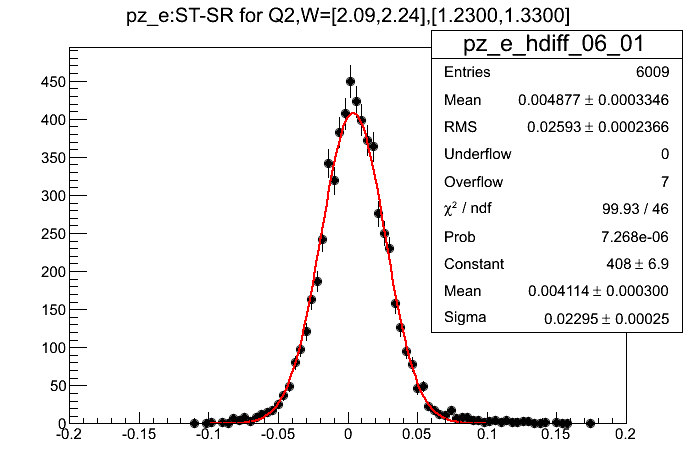 pz_e:ST-SR for Q2,W=[2.09,2.24],[1.2300,1.3300]
pz_e_hdiff_06_01
Entries 6009
Mean 0.004877 ± 0.0003346
RMS 0.02593 ± 0.0002366
Underflow 0
Overflow 7
χ² / ndf 99.93 / 46
Prob 7.268e-06
Constant 408 ± 6.9
Mean 0.004114 ± 0.000300
Sigma 0.02295 ± 0.00025
450
400
350
300
250
200
150
100
50
0
-0.2 -0.15 -0.1 -0.05 0 0.05 0.1 0.15 0.2